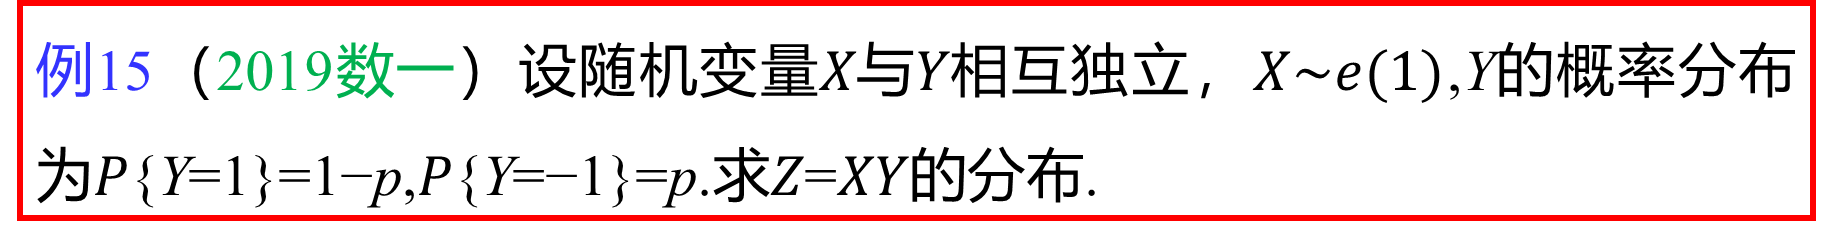 例15（2019数一）设随机变量X与Y相互独立，X~e(1),Y的概率分布
为P{Y=1}=1−p,P{Y=−1}=p.求Z=XY的分布.